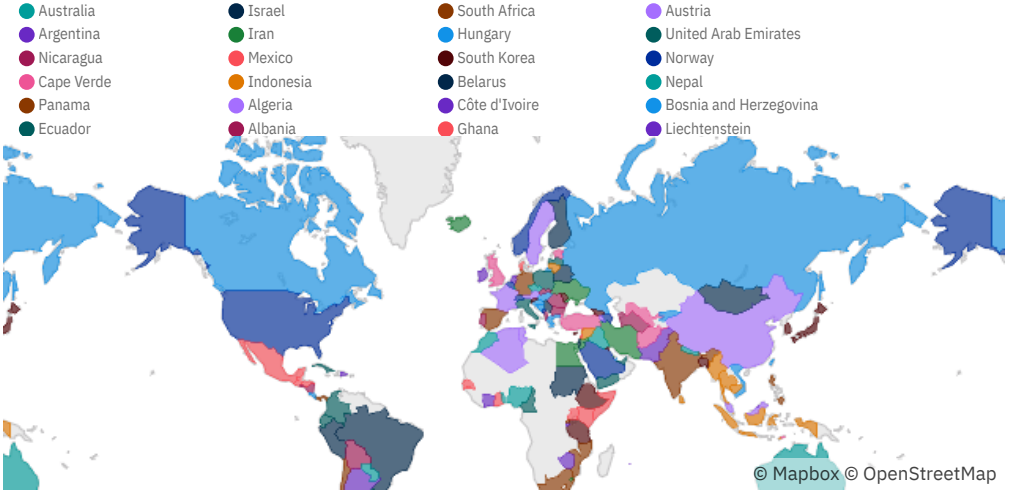 Australia Israel South Africa Austria
Argentina Iran Hungary United Arab Emirates
Nicaragua Mexico South Korea Norway
Cape Verde Indonesia Belarus Nepal
Panama Algeria Côte d'Ivoire Bosnia and Herzegovina
Ecuador Albania Ghana Liechtenstein
© Mapbox © OpenStreetMap